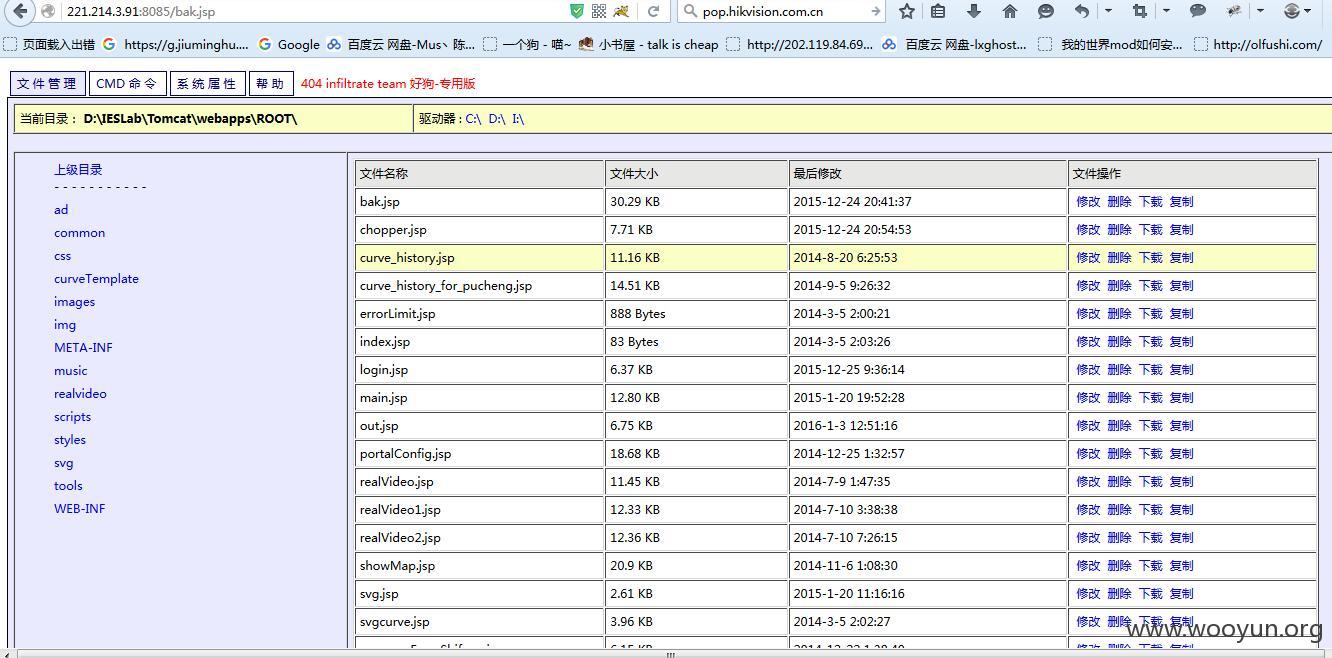 221.214.3.91:8085/bak.jsp pop.hikvision.com.cn
页面载入出错 https://g.jiuminghu.... Google 百度云 网盘-Mus丶陈... 一个狗 - 喵~ 小书屋 - talk is cheap http://202.119.84.69... 百度云 网盘-lxghost... 我的世界mod如何安... http://olfushi.com/
文件管理 CMD 命令 系统属性 帮助 404 infiltrate team 好狗-专用版
当前目录： D:\IESLab\Tomcat\webapps\ROOT\ 驱动器 : C:\ D:\ I:\
上级目录
- - - - - - - - - - -
ad
common
css
curveTemplate
images
img
META-INF
music
realvideo
scripts
styles
svg
tools
WEB-INF
文件名称 文件大小 最后修改 文件操作
bak.jsp 30.29 KB 2015-12-24 20:41:37 修改 删除 下载 复制
chopper.jsp 7.71 KB 2015-12-24 20:54:53 修改 删除 下载 复制
curve_history.jsp 11.16 KB 2014-8-20 6:25:53 修改 删除 下载 复制
curve_history_for_pucheng.jsp 14.51 KB 2014-9-5 9:26:32 修改 删除 下载 复制
errorLimit.jsp 888 Bytes 2014-3-5 2:00:21 修改 删除 下载 复制
index.jsp 83 Bytes 2014-3-5 2:03:26 修改 删除 下载 复制
login.jsp 6.37 KB 2015-12-25 9:36:14 修改 删除 下载 复制
main.jsp 12.80 KB 2015-1-20 19:52:28 修改 删除 下载 复制
out.jsp 6.75 KB 2016-1-3 12:51:16 修改 删除 下载 复制
portalConfig.jsp 18.68 KB 2014-12-25 1:32:57 修改 删除 下载 复制
realVideo.jsp 11.45 KB 2014-7-9 1:47:35 修改 删除 下载 复制
realVideo1.jsp 12.33 KB 2014-7-10 3:38:38 修改 删除 下载 复制
realVideo2.jsp 12.36 KB 2014-7-10 7:26:15 修改 删除 下载 复制
showMap.jsp 20.9 KB 2014-11-6 1:08:30 修改 删除 下载 复制
svg.jsp 2.61 KB 2015-1-20 11:16:16 修改 删除 下载 复制
svgcurve.jsp 3.96 KB 2014-3-5 2:02:27 修改 删除 下载 复制
www.wooyun.org